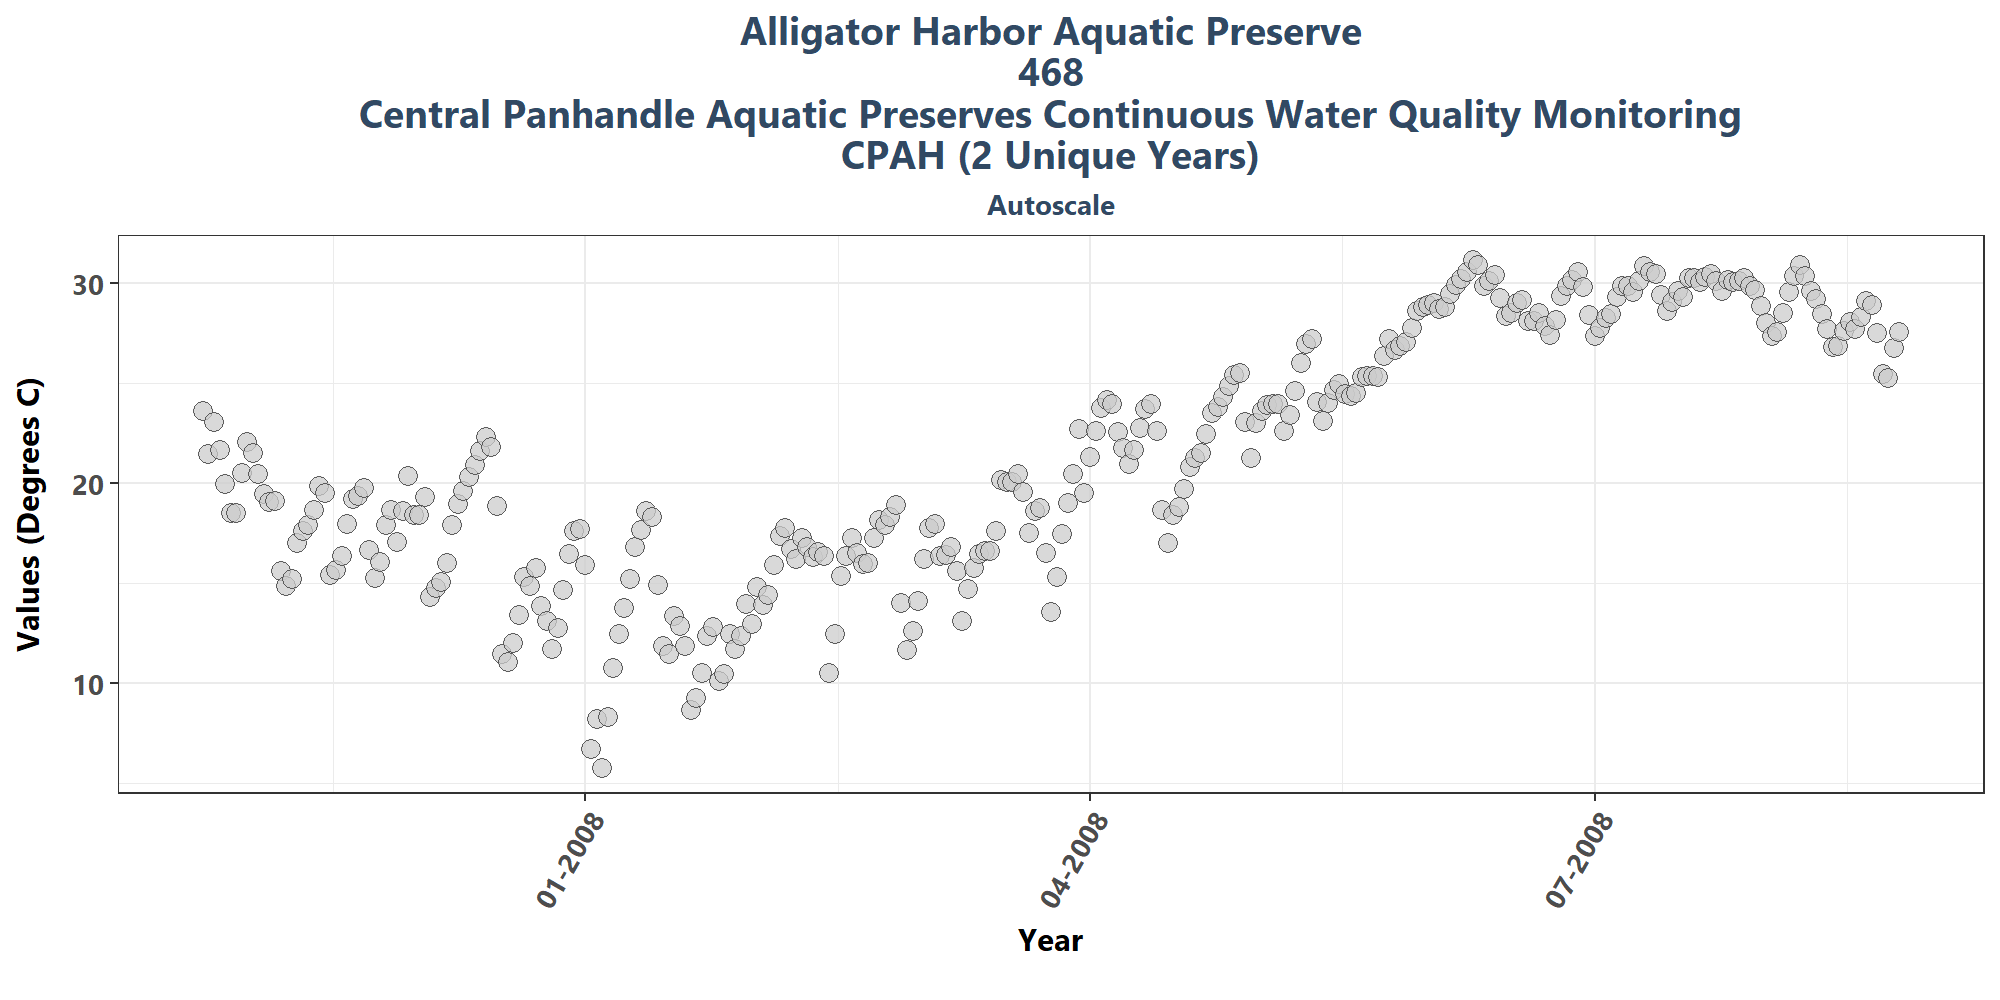 Alligator Harbor Aquatic Preserve
468
Central Panhandle Aquatic Preserves Continuous Water Quality Monitoring
CPAH (2 Unique Years)
Autoscale
Values (Degrees C)
30
20
10
01-2008
04-2008
07-2008
Year